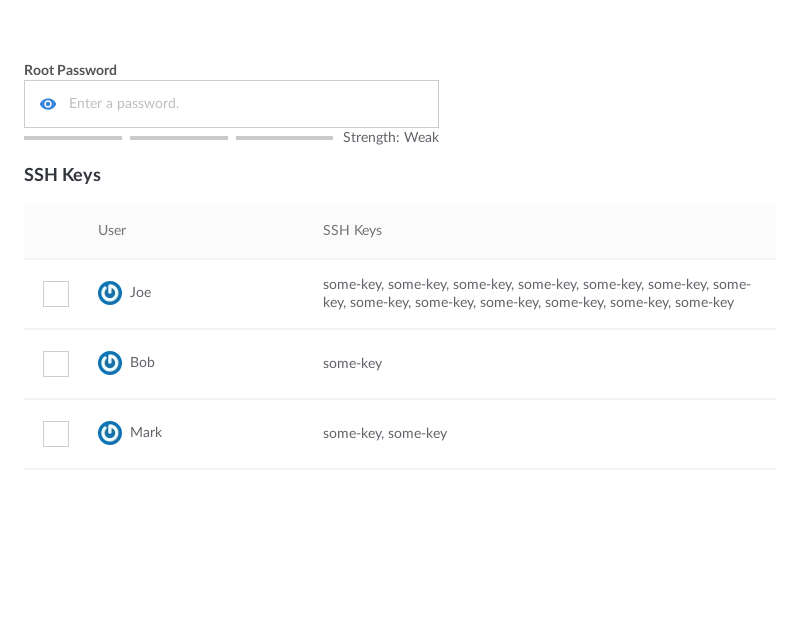 Root Password
Enter a password.
Strength: Weak
SSH Keys
User SSH Keys
Joe some-key, some-key, some-key, some-key, some-key, some-key, some-
key, some-key, some-key, some-key, some-key, some-key, some-key
Bob some-key
Mark some-key, some-key